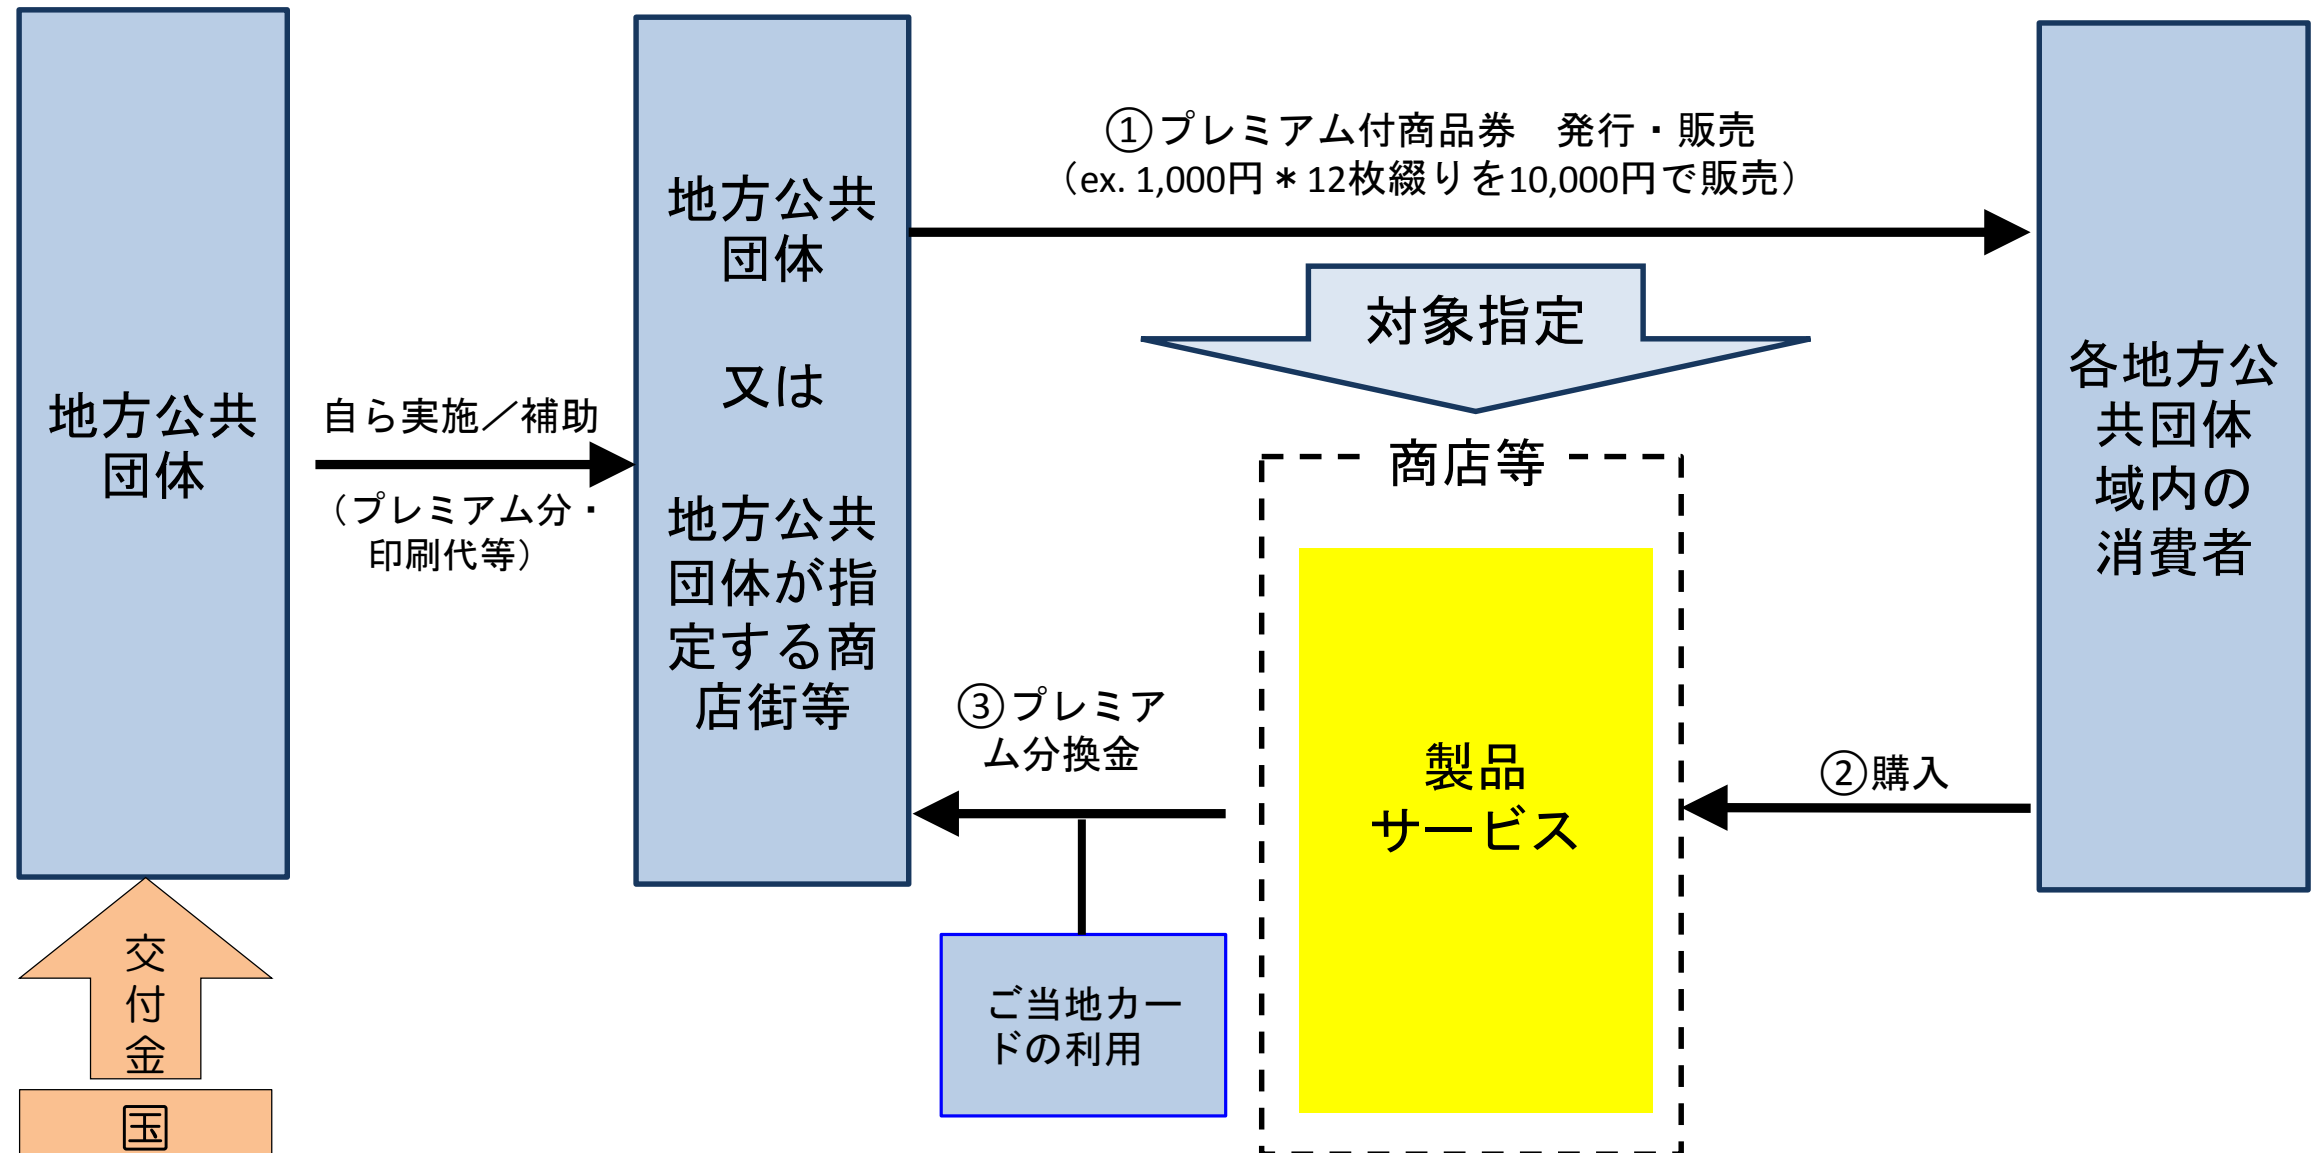 地方公共
団体
交
付
金
国
自ら実施／補助
（プレミアム分・
印刷代等）
地方公共
団体
又は
地方公共
団体が指
定する商
店街等
①プレミアム付商品券　発行・販売
（ex. 1,000円＊12枚綴りを10,000円で販売）
対象指定
商店等
製品
サービス
③プレミア
ム分換金
ご当地カー
ドの利用
②購入
各地方公
共団体
域内の
消費者